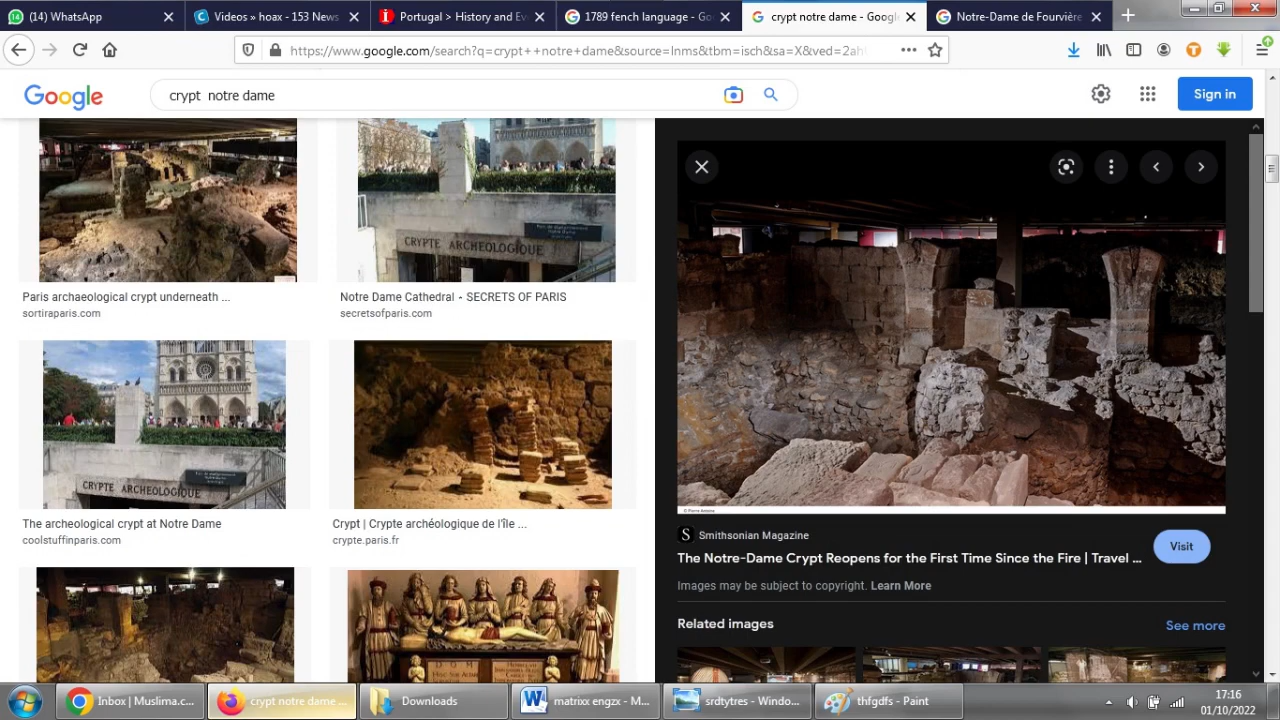 (14) WhatsApp
Videos » hoax - 153 News
Portugal > History and Ev
1789 fench language - Go
crypt notre dame - Google
Notre-Dame de Fourvière
https://www.google.com/search?q=crypt++notre+dame&source=lnms&tbm=isch&sa=X&ved=2ah
Google
crypt notre dame
Sign in
CRYPTE ARCHEOLOGIQUE
Paris archaeological crypt underneath ...
sortiraparis.com
Notre Dame Cathedral • SECRETS OF PARIS
secretsofparis.com
CRYPTE ARCHEOLOGIQUE
The archeological crypt at Notre Dame
coolstuffinparis.com
Crypt | Crypte archéologique de l'île ...
crypte.paris.fr
S Smithsonian Magazine
The Notre-Dame Crypt Reopens for the First Time Since the Fire | Travel ...
Visit
Images may be subject to copyright. Learn More
Related images
See more
D O M
Inbox | Muslima.c...
crypt notre dame ...
Downloads
matrixx engzx - M...
srdtytres - Windo...
thfgdfs - Paint
17:16
01/10/2022